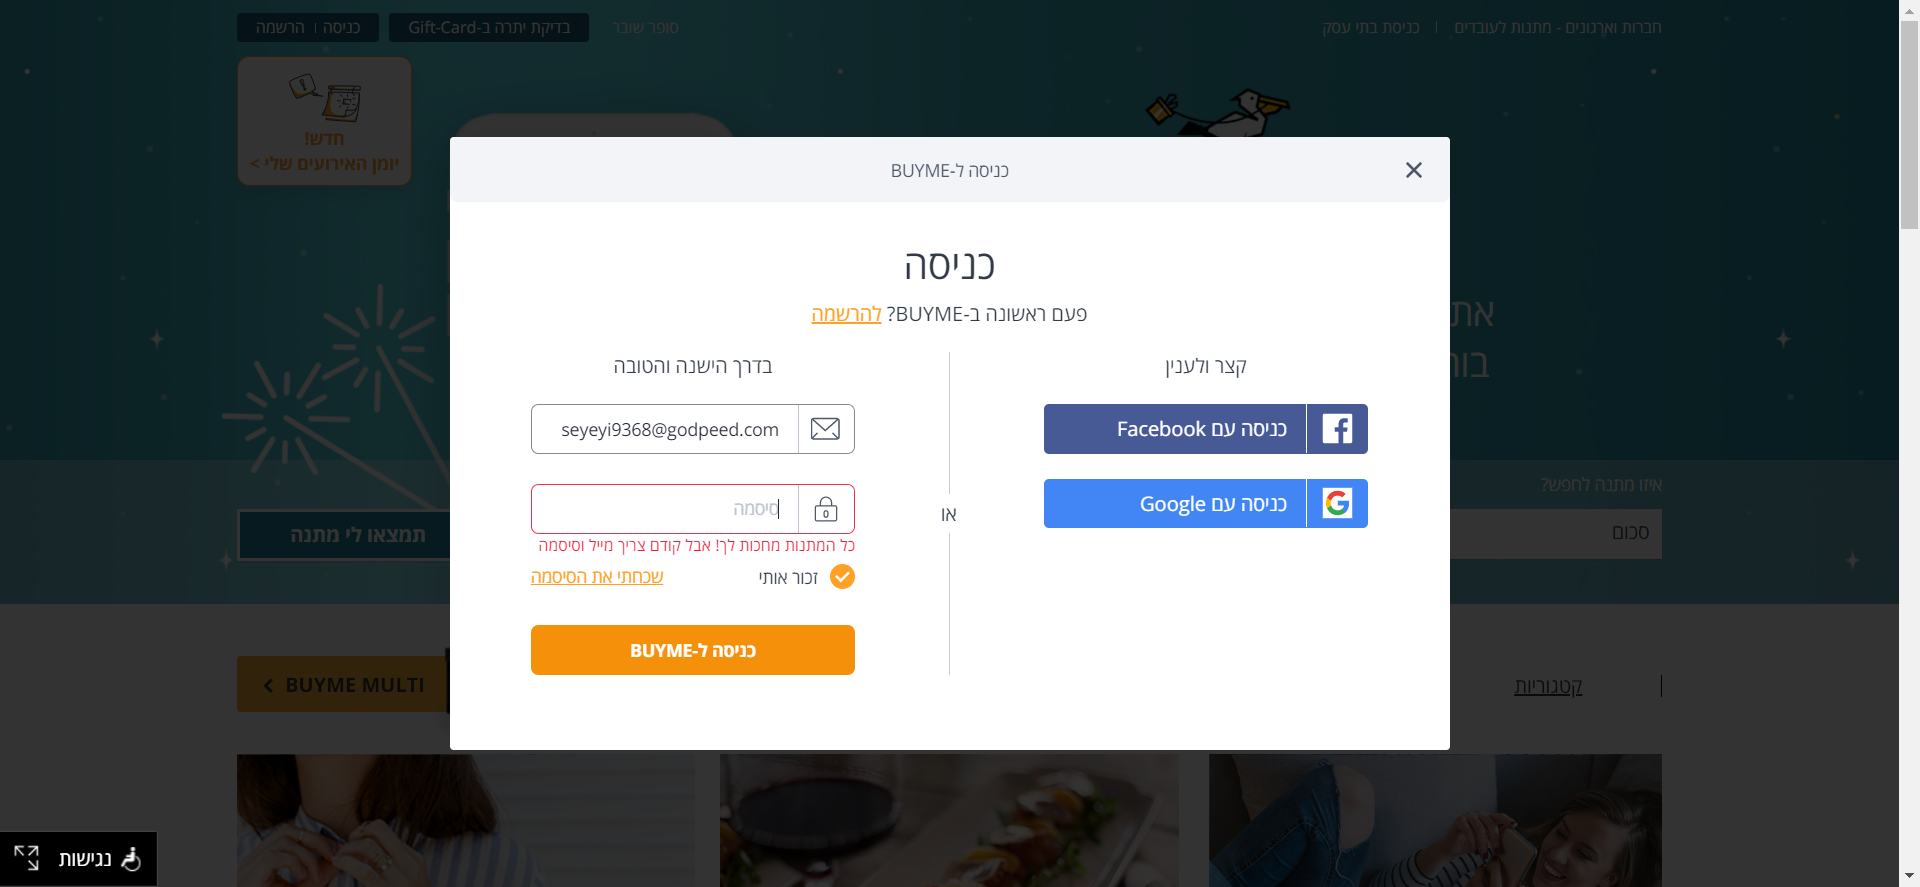 חברות וארגונים - מתנות לעובדים | כניסת בתי עסק
סופר שובר
בדיקת יתרה ב-Gift-Card
כניסה | הרשמה
חדש!
יומן האירועים שלי >
כניסה ל-BUYME
כניסה
פעם ראשונה ב-BUYME? להרשמה
קצר ולענין
כניסה עם Facebook
כניסה עם Google
או
בדרך הישנה והטובה
seyeyi9368@godpeed.com
סיסמה
כל המתנות מחכות לך! אבל קודם צריך מייל וסיסמה
זכור אותי
שכחתי את הסיסמה
כניסה ל-BUYME
את
איזו מתנה לחפש?
סכום
תמצאו לי מתנה
קטגוריות
BUYME MULTI
נגישות